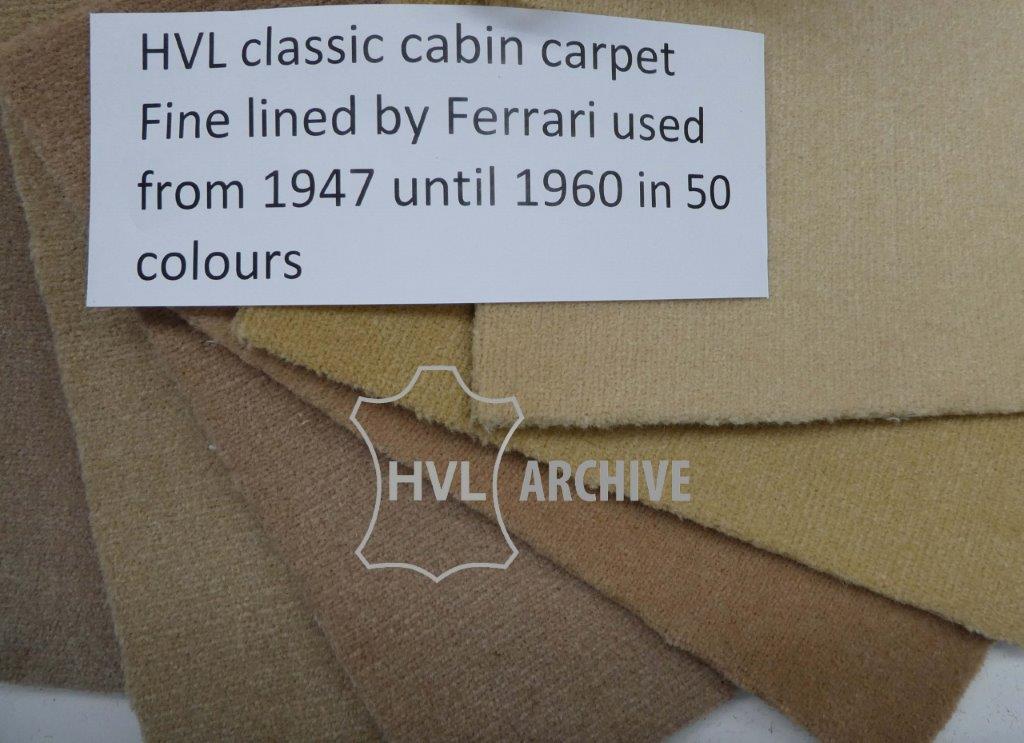 HVL classic cabin carpet
Fine lined by Ferrari used
from 1947 until 1960 in 50
colours
HVL ARCHIVE